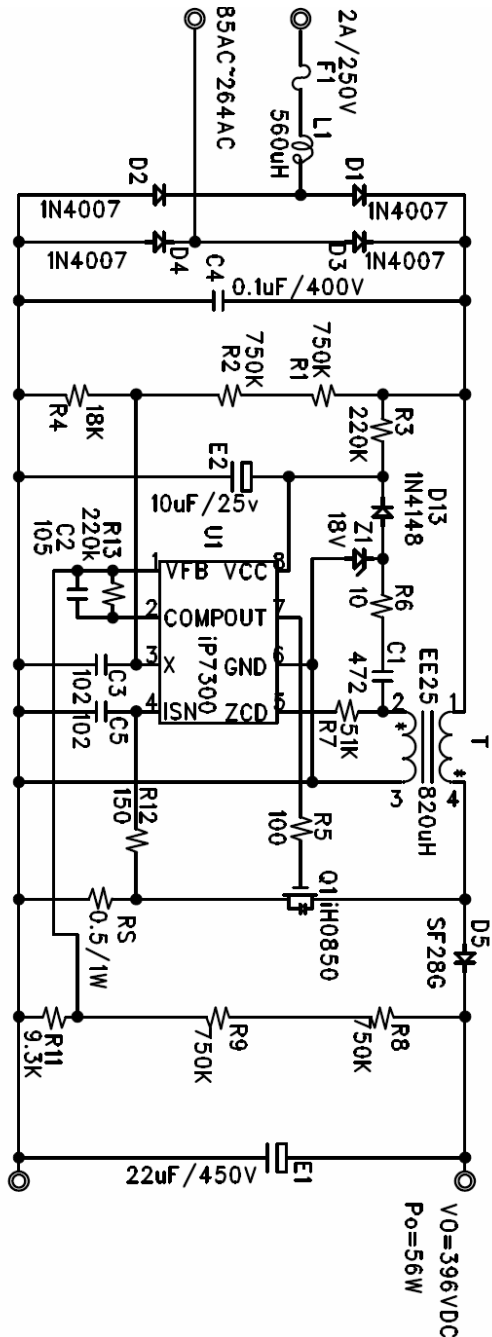 2A/250V
F1
85AC~264AC
L1
560uH
D2
1N4007
D1
1N4007
D4
1N4007
D3
1N4007
C4
0.1uF/400V
R4
18K
R2
750K
R1
750K
R3
220K
E2
10uF/25v
D13
1N4148
Z1
18V
C2
105
R13
220k
U1
1
VFB
VCC
8
2
COMP
OUT
7
iP7300
3
X
GND
6
4
ISN
ZCD
5
R6
10
C1
472
C3
102
C5
102
R7
51K
EE25
2
1
T
3
4
820uH
R12
150
R5
100
Q1
iH0850
RS
0.5/1W
D5
SF28G
R11
9.3K
R9
750K
R8
750K
22uF/450V
E1
VO=396VDC
Po=56W